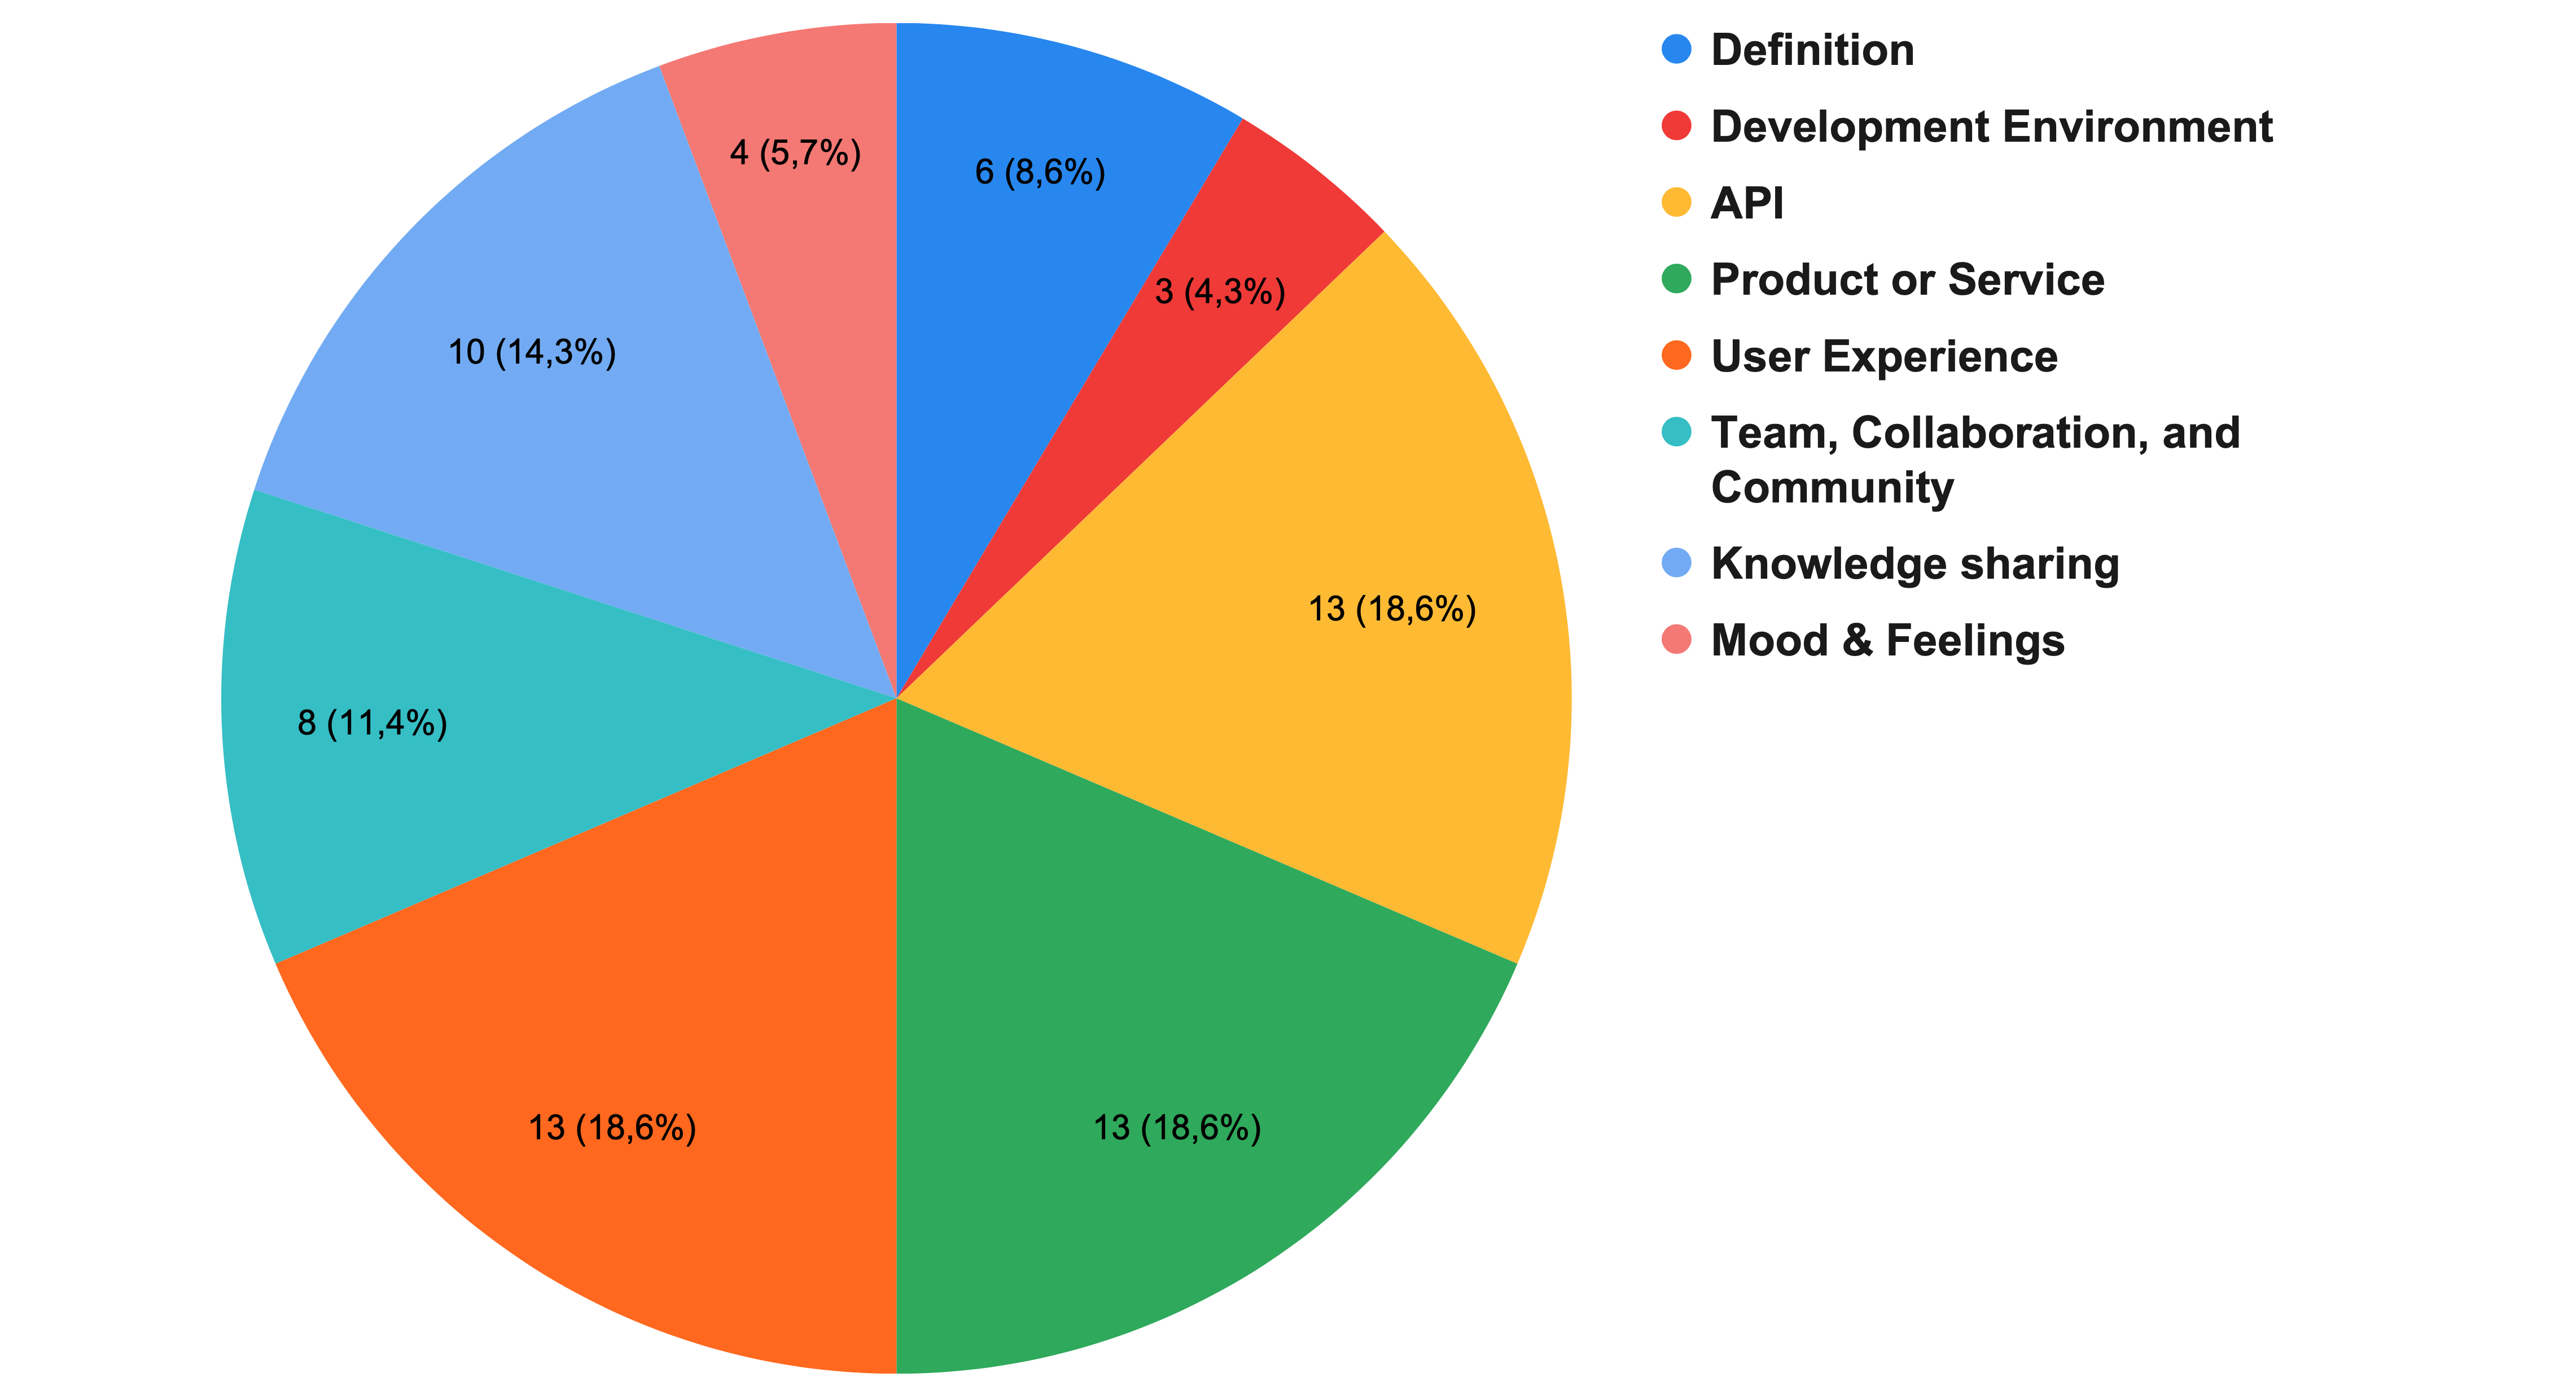 4 (5,7%)
6 (8,6%)
3 (4,3%)
10 (14,3%)
13 (18,6%)
8 (11,4%)
13 (18,6%)
13 (18,6%)
Definition
Development Environment
API
Product or Service
User Experience
Team, Collaboration, and
Community
Knowledge sharing
Mood & Feelings